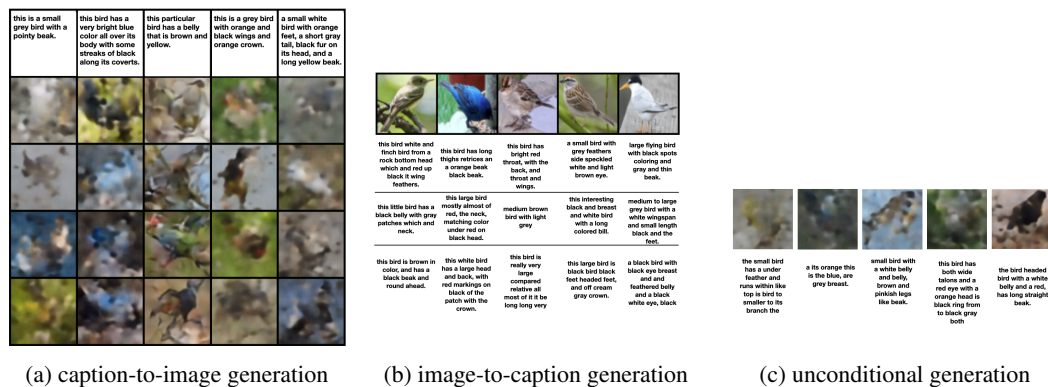 this is a small
grey bird with a
pointy beak.
this bird has a
very bright blue
color all over its
body with some
streaks of black
along its coverts.
this particular
bird has a belly
that is brown and
yellow.
this is a grey bird
with orange and
black wings and
orange crown.
a small white
bird with orange
feet, a short gray
tail, black fur on
its head, and a
long yellow beak.
(a) caption-to-image generation
this bird white and
finch bird from a
rock bottom head
which and red up
black it wing
feathers.
this bird has long
thighs retrices an
a orange beak
black beak.
this bird has
bright red
throat, with the
back, and
throat and
wings.
a small bird with
grey feathers
side speckled
white and light
brown eye.
large flying bird
with black spots
coloring and
gray and thin
beak.
this little bird has a
black belly with gray
patches which and
neck.
this large bird
mostly almost of
red, the neck,
matching color
under red on
black head.
medium brown
bird with light
grey
this interesting
black and breast
and white bird
with a long
colored bill.
medium to large
grey bird with a
white wingspan
and small length
black and the
feet.
this bird is brown in
color, and has a
black beak and
round ahead.
this white bird
has a large head
and back, with
red markings on
black of the
patch with the
crown.
this bird is
really very
large
compared
relative all
most of it it be
long long very
this large bird is
black bird black
feet headed feet,
and off cream
gray crown.
a black bird with
black eye breast
and and
feathered belly
and a black
white eye, black
(b) image-to-caption generation
the small bird
has a under
feather and
runs within like
top is bird to
smaller to its
branch the
a its orange this
is the blue, are
grey breast.
small bird with
a white belly
and belly,
brown and
pinkish legs
like beak.
this bird has
both wide
talons and a
red eye with a
orange head is
black ring from
to black gray
both
the bird headed
bird with a white
belly and a red,
has long straight
beak.
(c) unconditional generation